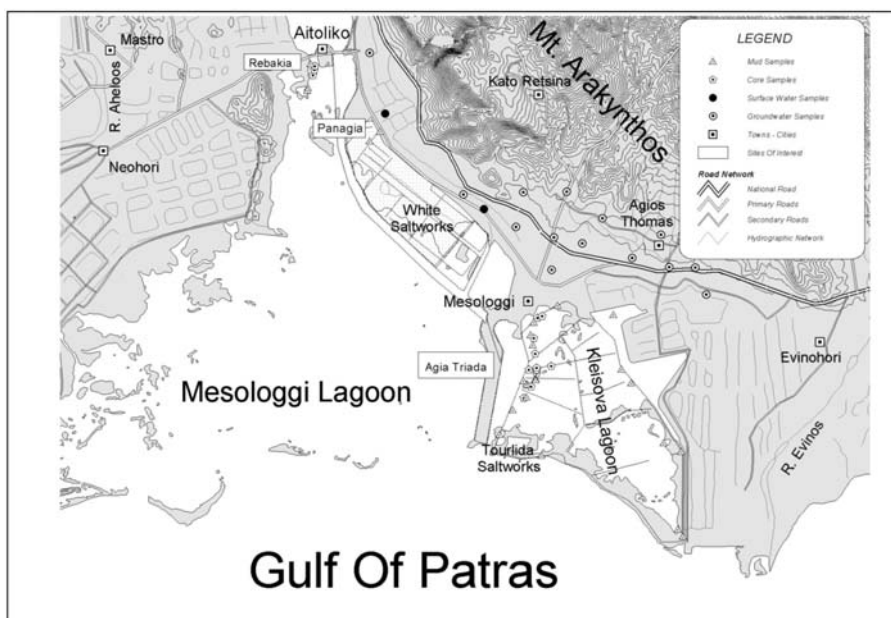 Aitoliko
Mastro
Rebakia
R. Aheloos
Kato Retsina
Mt. Arakynthos
Panagia
Neohori
White
Saltworks
Agios
Thomas
Mesologgi
Evinohori
Agia Triada
Mesologgi Lagoon
Kleisova Lagoon
Tourlida
Saltworks
R. Evinos
Gulf Of Patras
LEGEND
Mud Samples
Core Samples
Surface Water Samples
Groundwater Samples
Towns - Cities
Sites Of Interest
Road Network
National Road
Primary Roads
Secondary Roads
Hydrographic Network